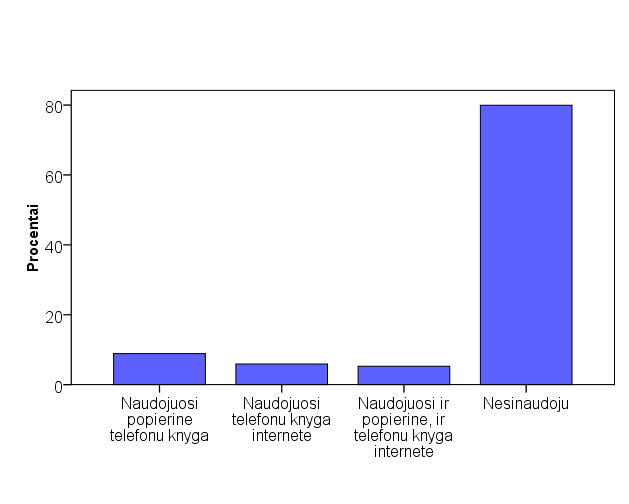 Procentai
80
60
40
20
0
Naudojuosi
popierine
telefonu knyga
Naudojuosi
telefonu knyga
internete
Naudojuosi ir
popierine, ir
telefonu knyga
internete
Nesinaudoju